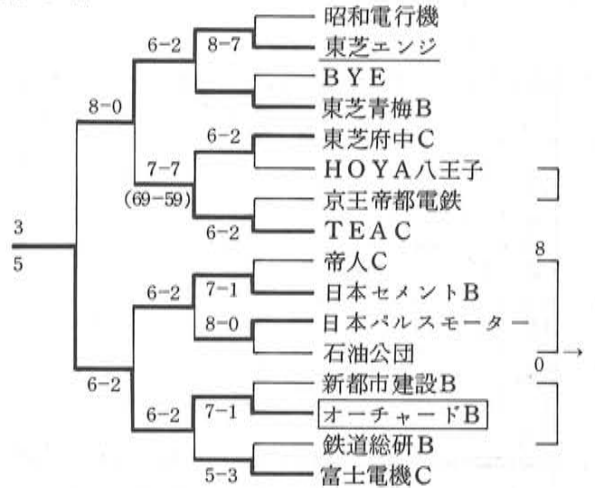 昭和電行機
6-2
8-7
東芝エンジ
BYE
8-0
東芝青梅B
6-2
東芝府中C
7-7
HOYA八王子
(69-59)
京王帝都電鉄
3
6-2
TEAC
8
5
帝人C
6-2
7-1
日本セメントB
8-0
日本パルスモーター
石油公団
0 →
6-2
新都市建設B
6-2
7-1
オーチャードB
鉄道総研B
5-3
富士電機C